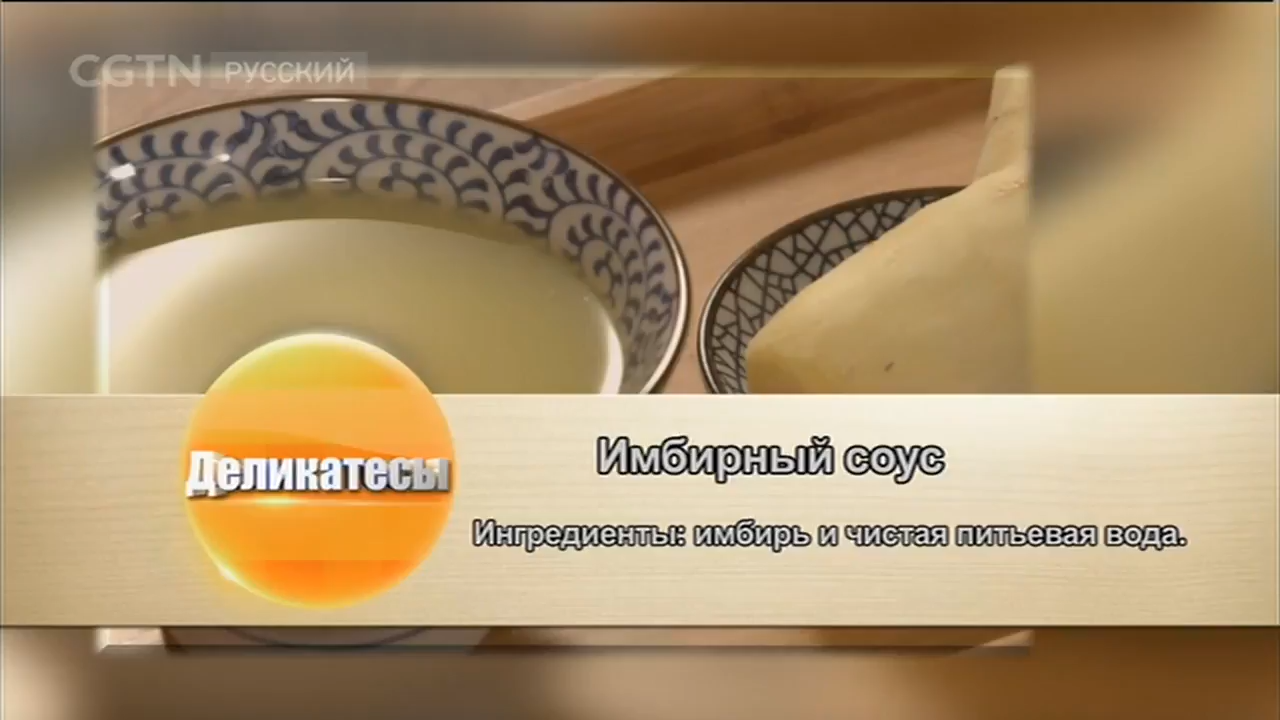 CGTN РУССКИЙ
Имбирный соус
Деликатесы
Ингредиенты: имбирь и чистая питьевая вода.